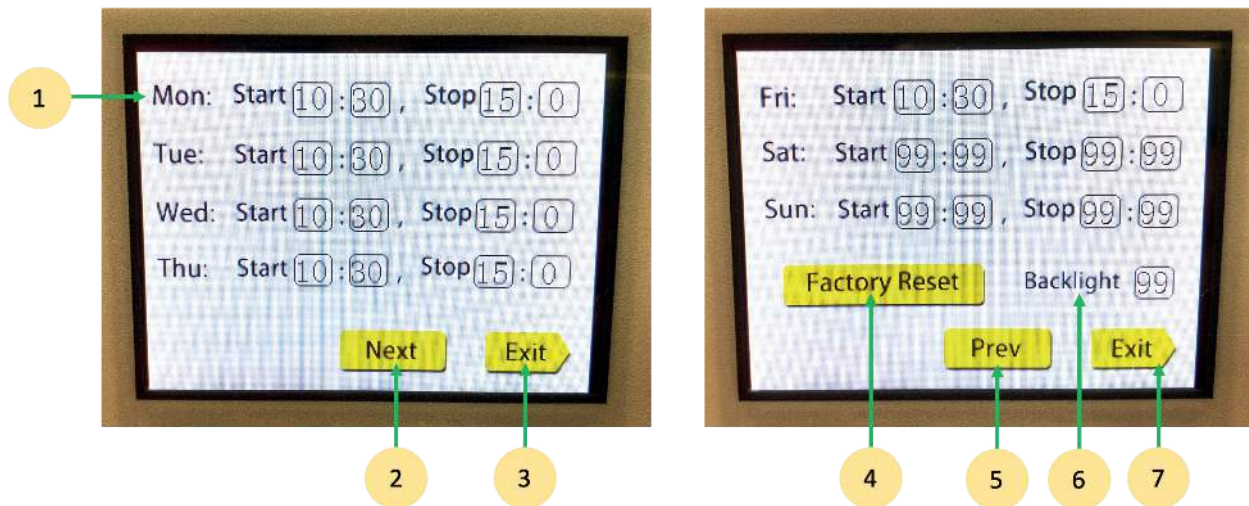 1
Mon: Start 10:30, Stop 15:0
Tue: Start 10:30, Stop 15:0
Wed: Start 10:30, Stop 15:0
Thu: Start 10:30, Stop 15:0
Next Exit
2 3
Fri: Start 10:30, Stop 15:0
Sat: Start 99:99, Stop 99:99
Sun: Start 99:99, Stop 99:99
Factory Reset Backlight 99
Prev Exit
4 5 6 7